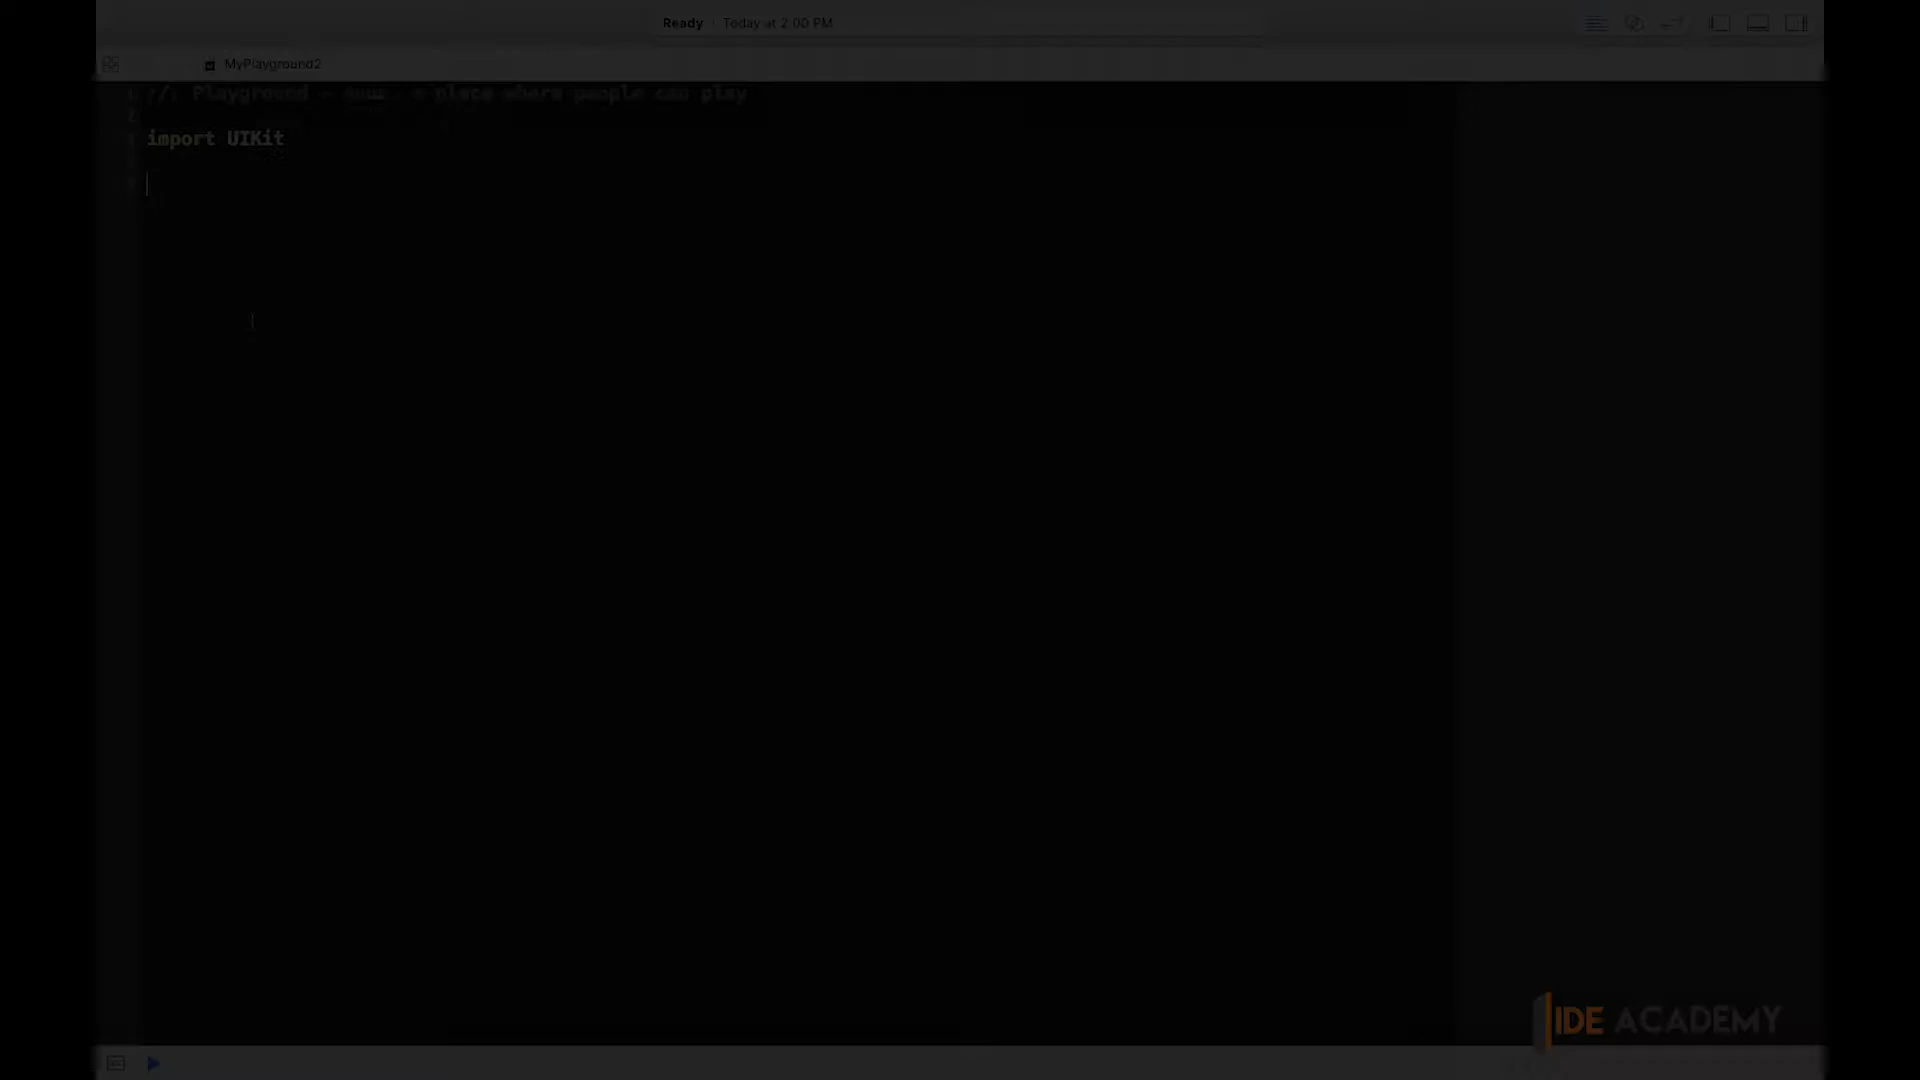 Ready Today at 2:00 PM
MyPlayground2
//: Playground - noun: a place where people can play
import UIKit
IDE ACADEMY